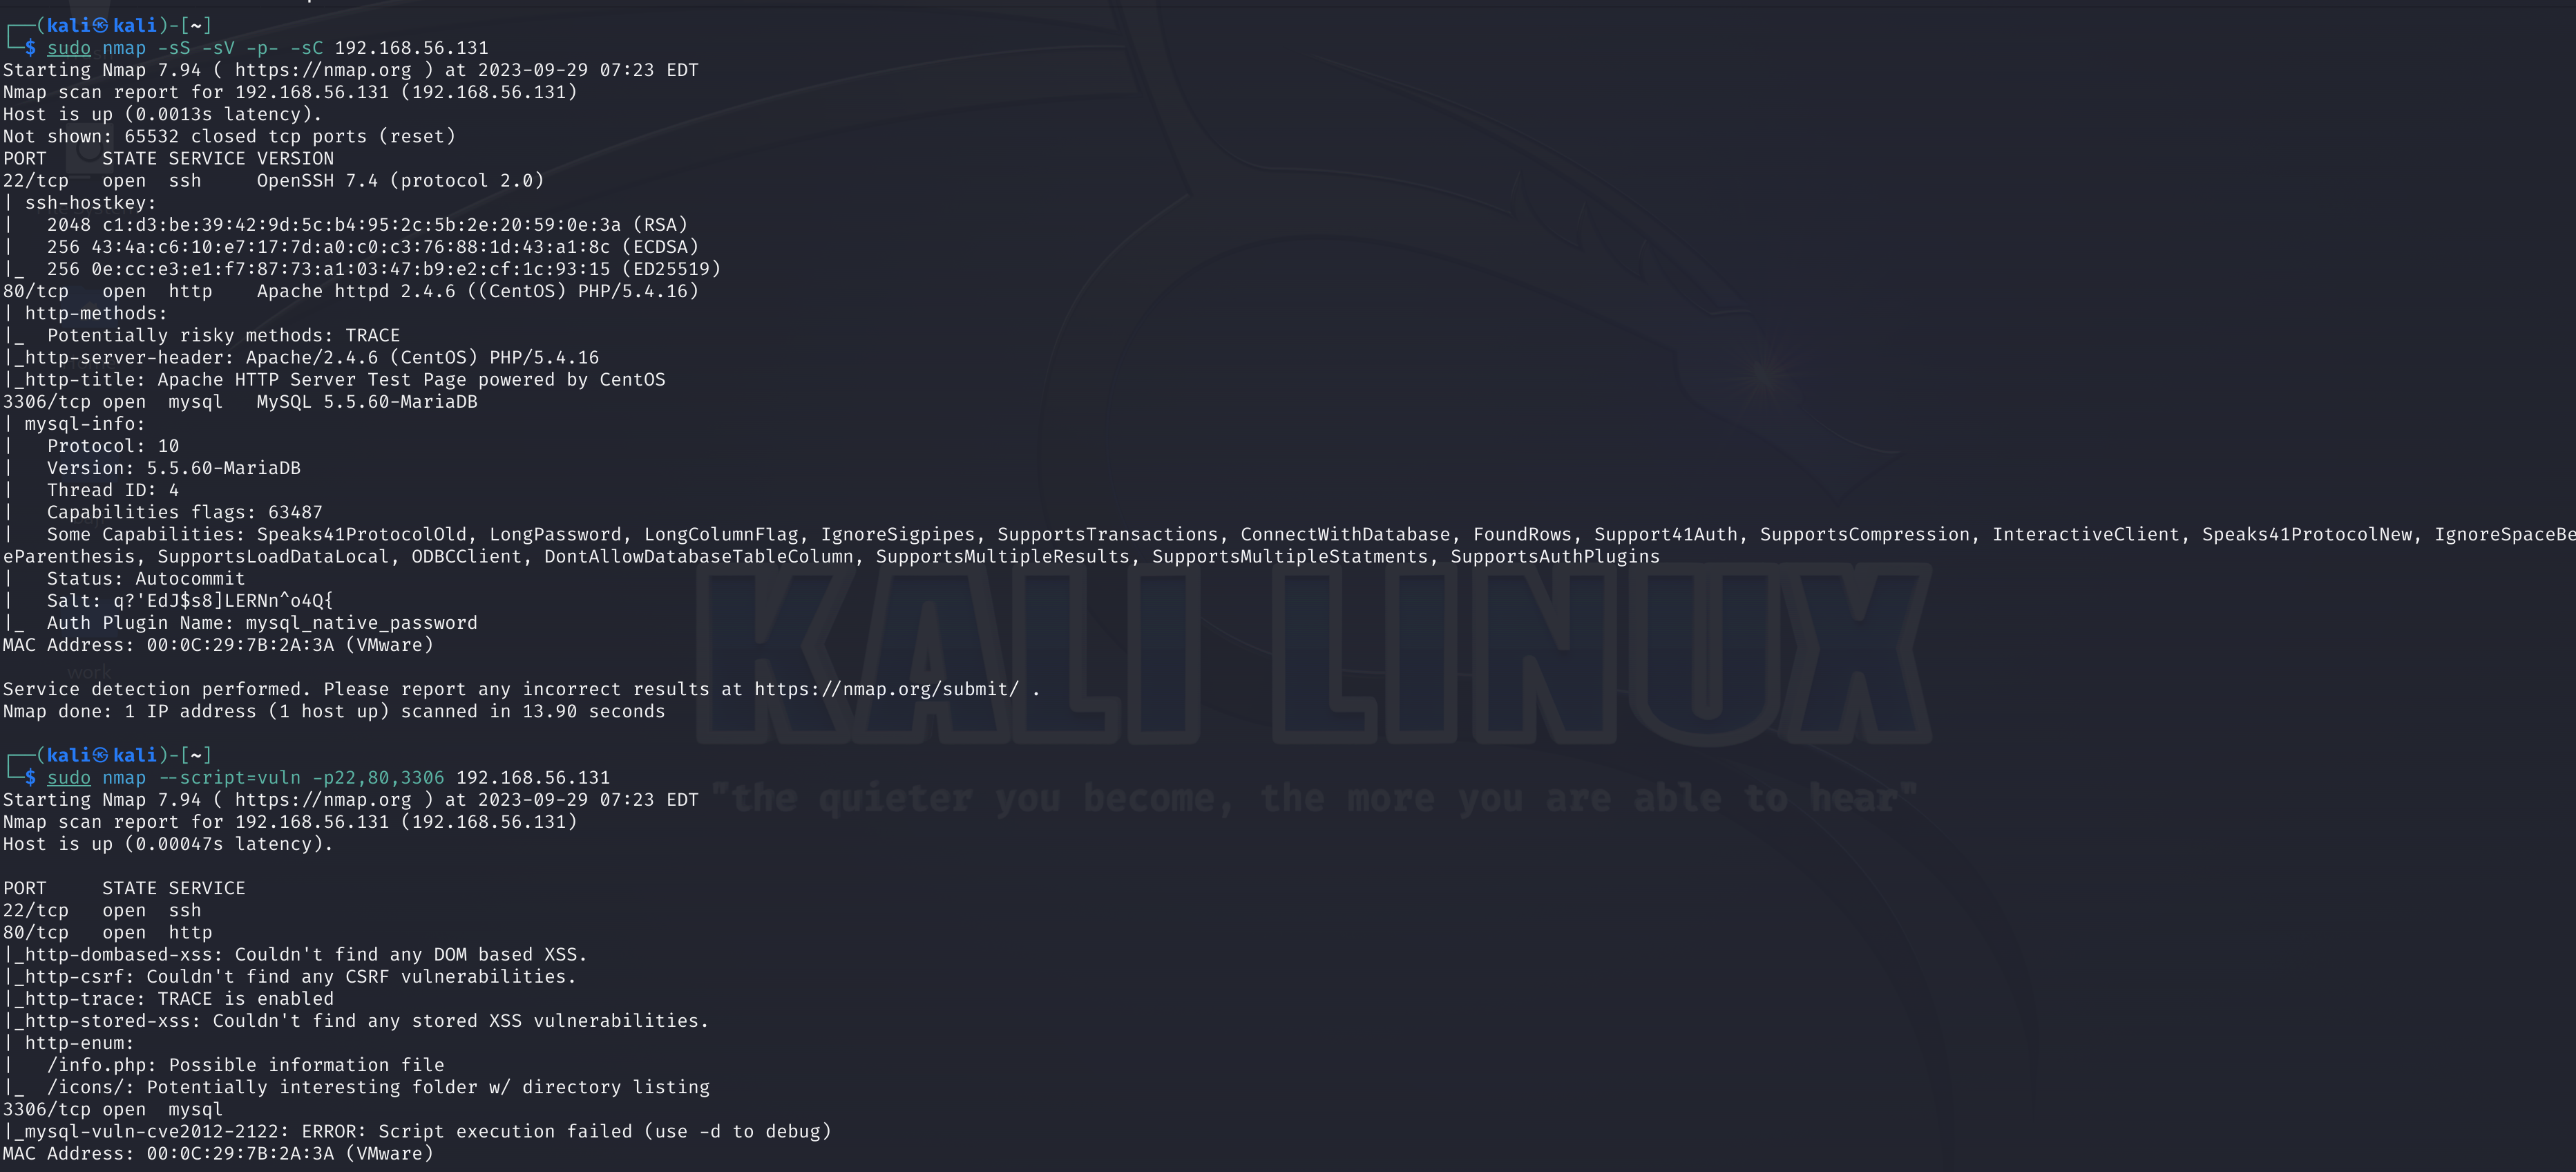 ┌──(kali㉿kali)-[~]
└─$ sudo nmap -sS -sV -p- -sC 192.168.56.131
Starting Nmap 7.94 ( https://nmap.org ) at 2023-09-29 07:23 EDT
Nmap scan report for 192.168.56.131 (192.168.56.131)
Host is up (0.0013s latency).
Not shown: 65532 closed tcp ports (reset)
PORT     STATE SERVICE VERSION
22/tcp   open  ssh     OpenSSH 7.4 (protocol 2.0)
| ssh-hostkey:
|   2048 c1:d3:be:39:42:9d:5c:b4:95:2c:5b:2e:20:59:0e:3a (RSA)
|   256 43:4a:c6:10:e7:17:7d:a0:c0:c3:76:88:1d:43:a1:8c (ECDSA)
|_  256 0e:cc:e3:e1:f7:87:73:a1:03:47:b9:e2:cf:1c:93:15 (ED25519)
80/tcp   open  http    Apache httpd 2.4.6 ((CentOS) PHP/5.4.16)
| http-methods:
|_  Potentially risky methods: TRACE
|_http-server-header: Apache/2.4.6 (CentOS) PHP/5.4.16
|_http-title: Apache HTTP Server Test Page powered by CentOS
3306/tcp open  mysql   MySQL 5.5.60-MariaDB
| mysql-info:
|   Protocol: 10
|   Version: 5.5.60-MariaDB
|   Thread ID: 4
|   Capabilities flags: 63487
|   Some Capabilities: Speaks41ProtocolOld, LongPassword, LongColumnFlag, IgnoreSigpipes, SupportsTransactions, ConnectWithDatabase, FoundRows, Support41Auth, SupportsCompression, InteractiveClient, Speaks41ProtocolNew, IgnoreSpaceBe
eParenthesis, SupportsLoadDataLocal, ODBCClient, DontAllowDatabaseTableColumn, SupportsMultipleResults, SupportsMultipleStatments, SupportsAuthPlugins
|   Status: Autocommit
|   Salt: q?'EdJ$s8]LERNn^o4Q{
|_  Auth Plugin Name: mysql_native_password
MAC Address: 00:0C:29:7B:2A:3A (VMware)
work
Service detection performed. Please report any incorrect results at https://nmap.org/submit/ .
Nmap done: 1 IP address (1 host up) scanned in 13.90 seconds
KALI LINUX
"the quieter you become, the more you are able to hear"
┌──(kali㉿kali)-[~]
└─$ sudo nmap --script=vuln -p22,80,3306 192.168.56.131
Starting Nmap 7.94 ( https://nmap.org ) at 2023-09-29 07:23 EDT
Nmap scan report for 192.168.56.131 (192.168.56.131)
Host is up (0.00047s latency).
PORT     STATE SERVICE
22/tcp   open  ssh
80/tcp   open  http
|_http-dombased-xss: Couldn't find any DOM based XSS.
|_http-csrf: Couldn't find any CSRF vulnerabilities.
|_http-trace: TRACE is enabled
|_http-stored-xss: Couldn't find any stored XSS vulnerabilities.
| http-enum:
|   /info.php: Possible information file
|_  /icons/: Potentially interesting folder w/ directory listing
3306/tcp open  mysql
|_mysql-vuln-cve2012-2122: ERROR: Script execution failed (use -d to debug)
MAC Address: 00:0C:29:7B:2A:3A (VMware)